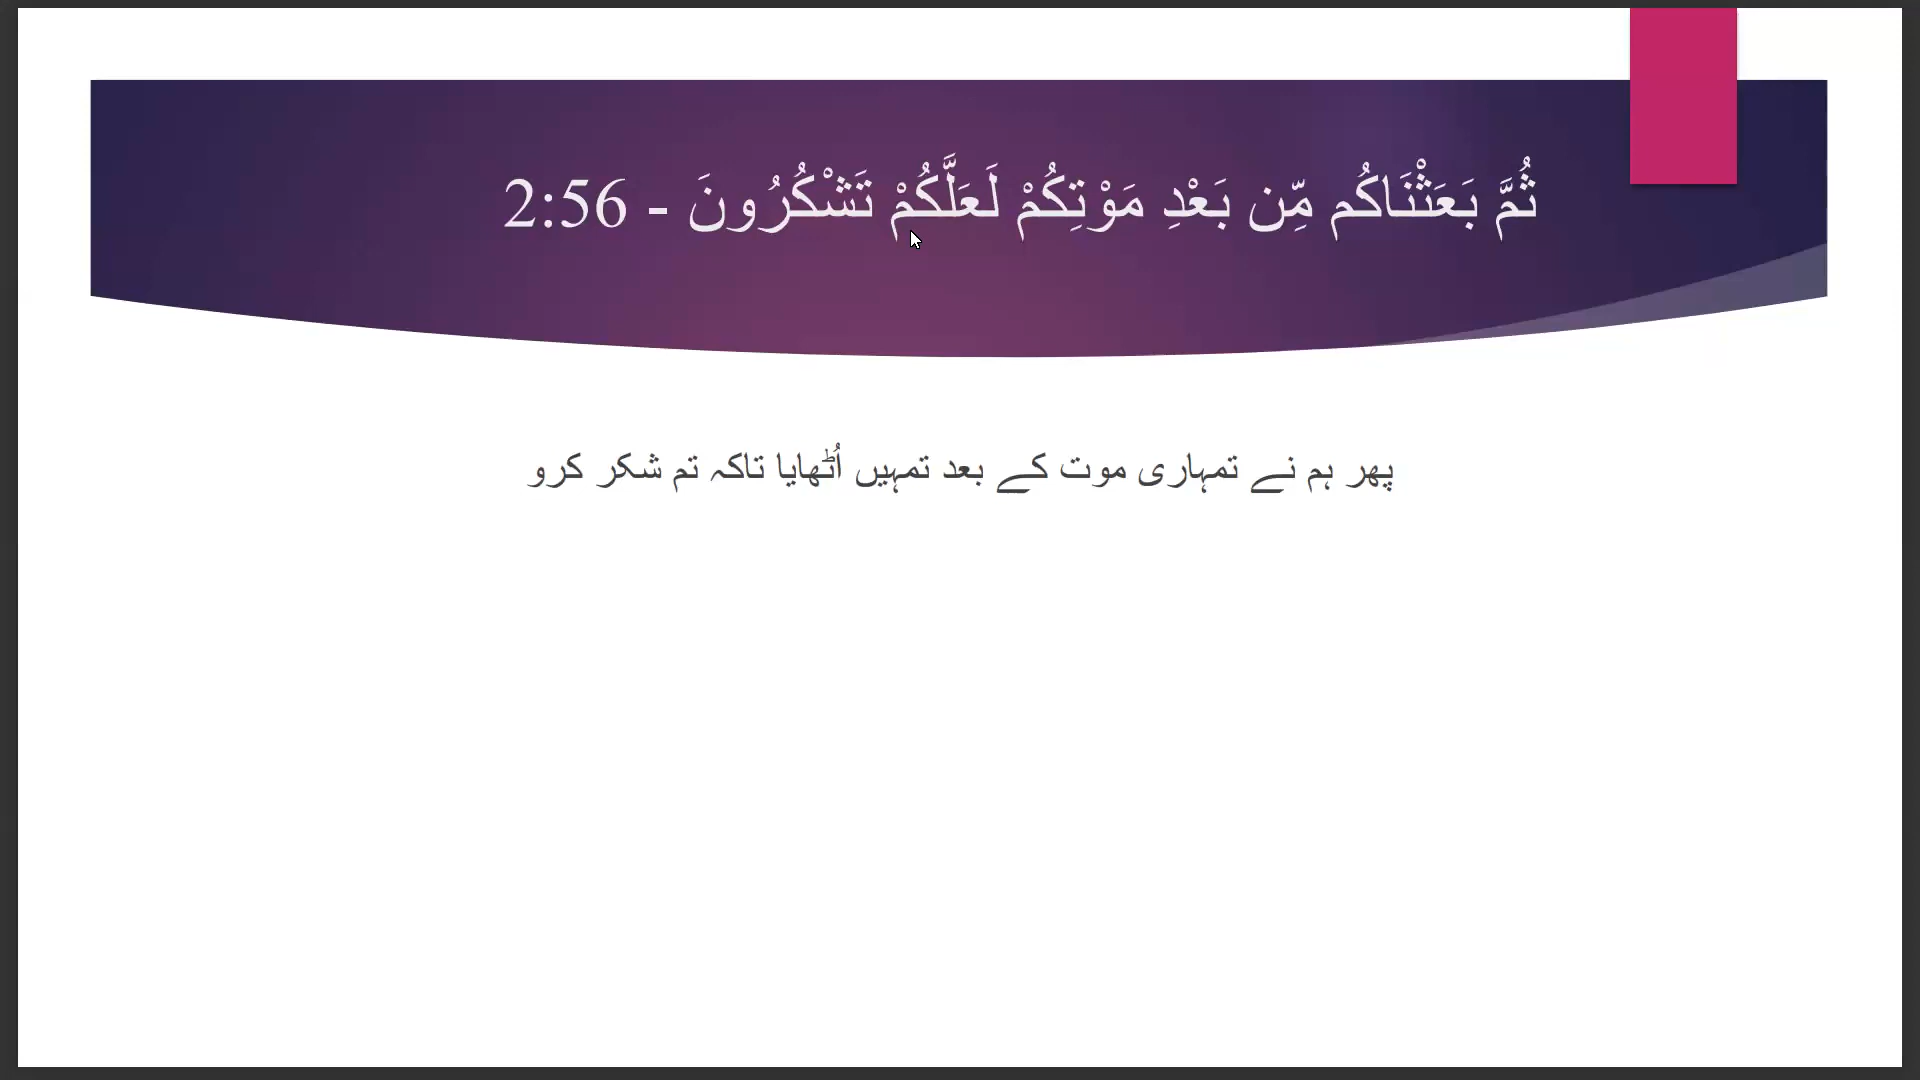 ثُمَّ بَعَثْنَاكُم مِّن بَعْدِ مَوْتِكُمْ لَعَلَّكُمْ تَشْكُرُونَ - 2:56
پھر ہم نے تمہاری موت کے بعد تمہیں اُٹھایا تاکہ تم شکر کرو